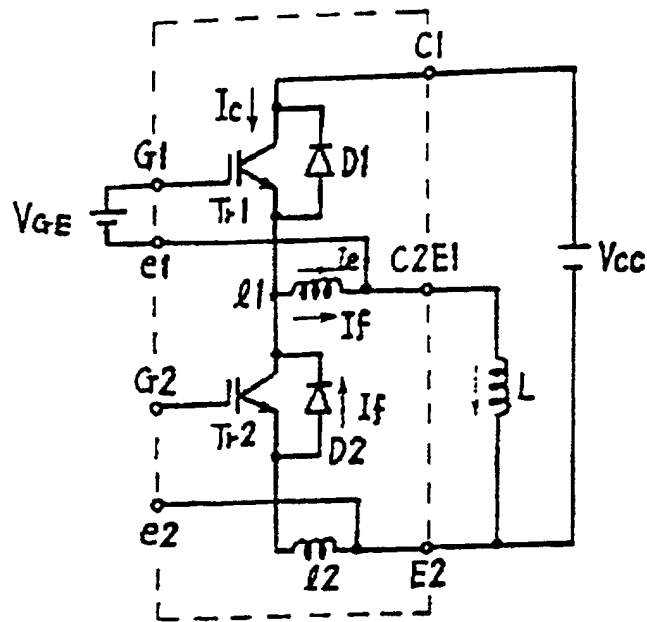 C1
Ic
G1
D1
Tr1
VGE
e1
Ie
C2E1
Vcc
ℓ1
If
G2
If
L
Tr2
D2
e2
ℓ2
E2